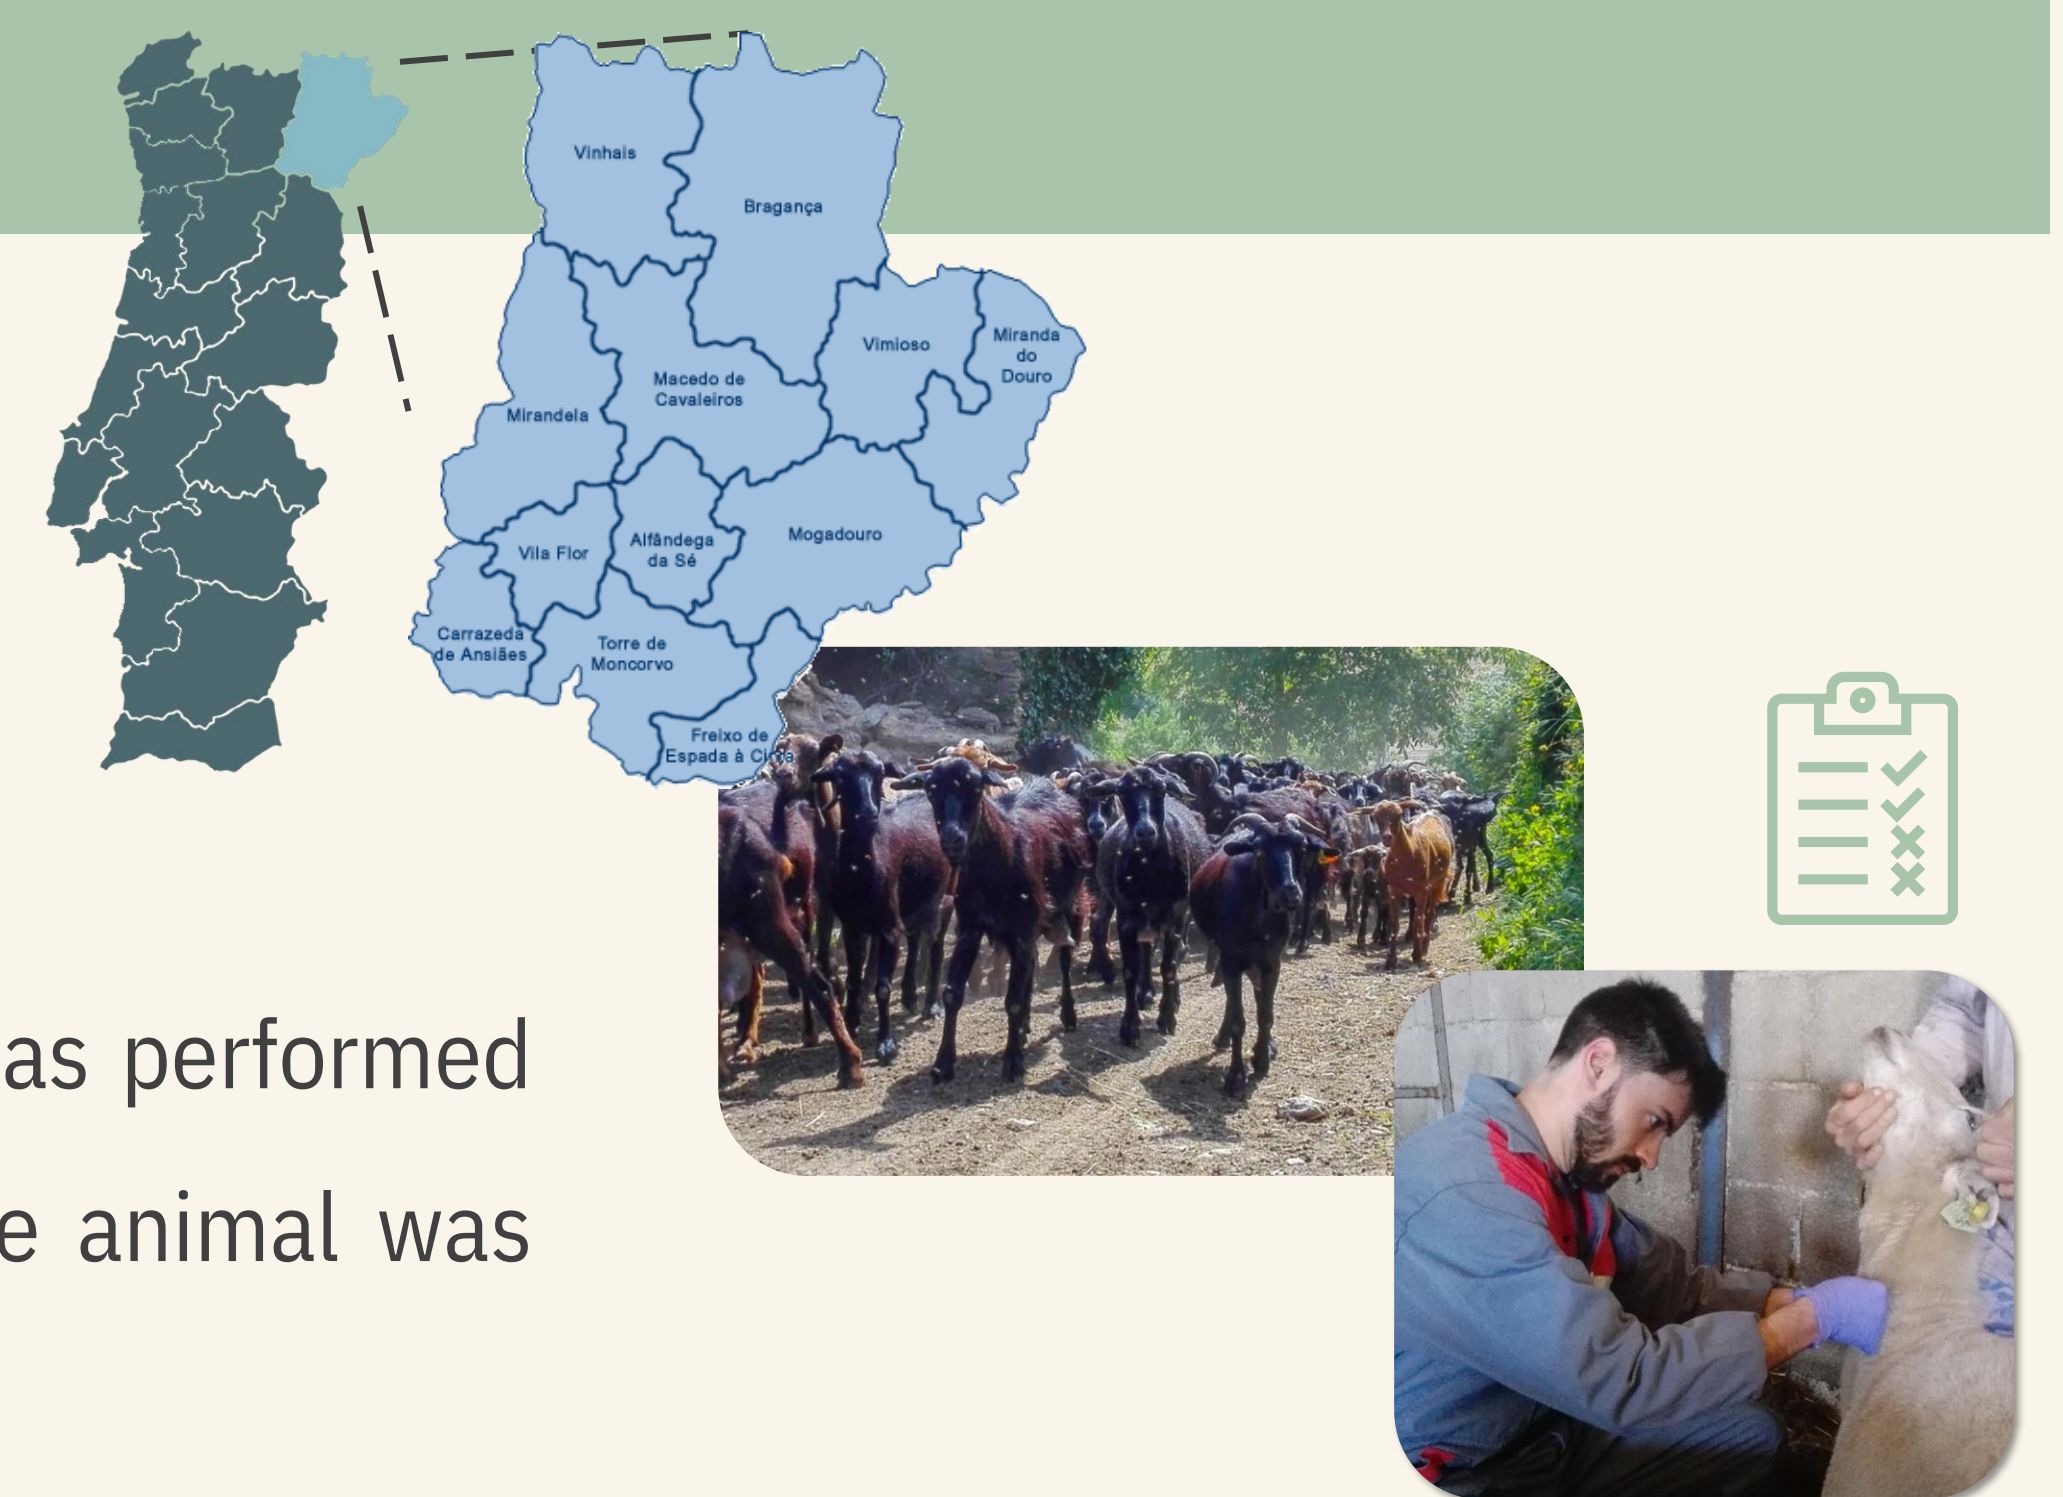 Vinhais
Bragança
Vimioso
Miranda
do
Douro
Macedo de
Cavaleiros
Mirandela
Mogadouro
Alfândega
da Sé
Vila Flor
Carrazeda
de Ansiães
Torre de
Moncorvo
Freixo de
Espada à Cinta
as performed
e animal was